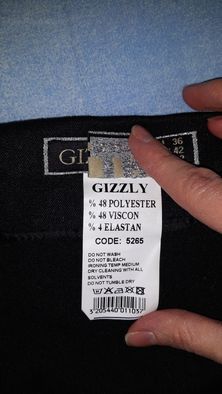 36
42
GIZZLY
% 48 POLYESTER
% 48 VISCON
% 4 ELASTAN
CODE: 5265
DO NOT WASH
DO NOT BLEACH
IRONING TEMP MEDIUM
DRY CLEANING WITH ALL
SOLVENTS
DO NOT TUMBLE DRY
3205440011037